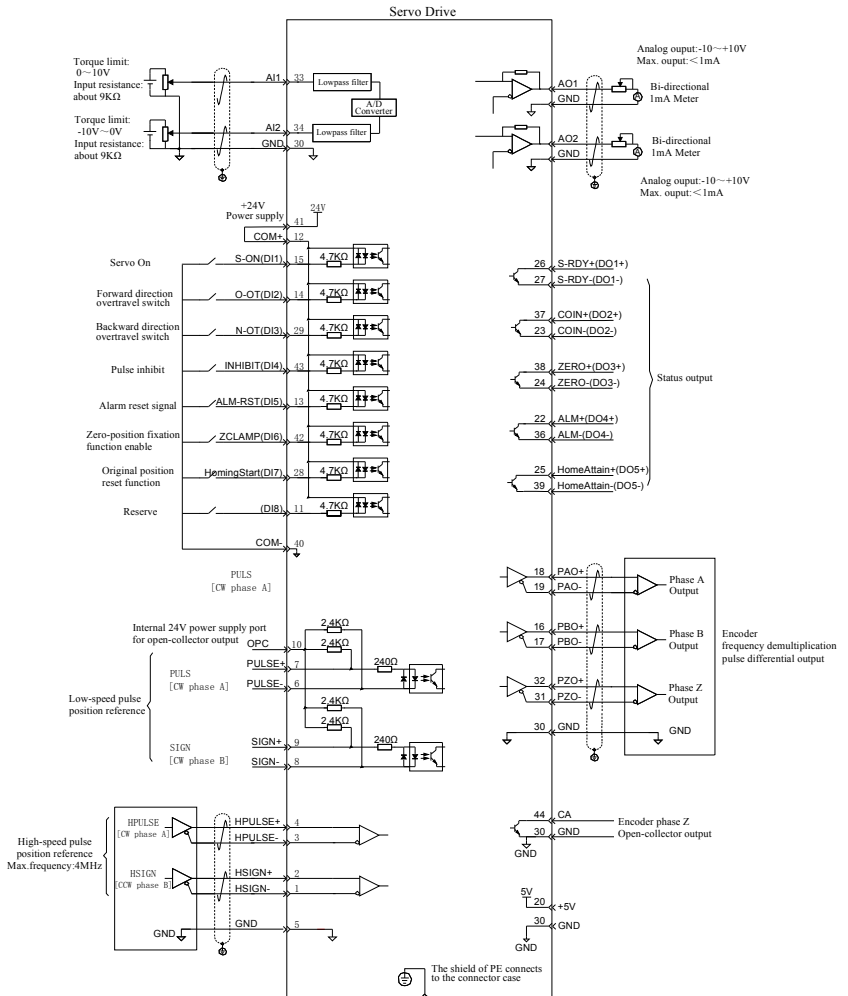 Servo Drive
Torque limit:
0～10V
Input resistance:
about 9KΩ
AI1
33
Lowpass filter
A/D
Converter
Torque limit:
-10V～0V
Input resistance:
about 9KΩ
AI2
34
Lowpass filter
GND
30
Analog ouput:-10～+10V
Max. ouput:＜1mA
AO1
GND
Bi-directional
1mA Meter
A
AO2
GND
Bi-directional
1mA Meter
A
Analog ouput:-10～+10V
Max. ouput:＜1mA
+24V
Power supply
24V
41
COM+
12
Servo On
S-ON(DI1)
15
4.7KΩ
Forward direction
overtravel switch
O-OT(DI2)
14
4.7KΩ
Backward direction
overtravel switch
N-OT(DI3)
29
4.7KΩ
Pulse inhibit
INHIBIT(DI4)
43
4.7KΩ
Alarm reset signal
ALM-RST(DI5)
13
4.7KΩ
Zero-position fixation
function enable
ZCLAMP(DI6)
42
4.7KΩ
Original position
reset function
HomingStart(DI7)
28
4.7KΩ
Reserve
(DI8)
11
4.7KΩ
COM-
40
26
S-RDY+(DO1+)
27
S-RDY-(DO1-)
37
COIN+(DO2+)
23
COIN-(DO2-)
38
ZERO+(DO3+)
24
ZERO-(DO3-)
22
ALM+(DO4+)
36
ALM-(DO4-)
25
HomeAttain+(DO5+)
39
HomeAttain-(DO5-)
Status output
PULS
[CW phase A]
Internal 24V power supply port
for open-collector output
OPC
10
2.4KΩ
2.4KΩ
PULSE+
7
240Ω
PULS
[CW phase A]
PULSE-
6
Low-speed pulse
position reference
2.4KΩ
2.4KΩ
SIGN+
9
240Ω
SIGN
[CW phase B]
SIGN-
8
18
PAO+
19
PAO-
Phase A
Output
16
PBO+
17
PBO-
Phase B
Output
32
PZO+
31
PZO-
Phase Z
Output
30
GND
GND
Encoder
frequency demultiplication
pulse differential output
High-speed pulse
position reference
Max.frequency:4MHz
HPULSE
[CW phase A]
HPULSE+
4
HPULSE-
3
HSIGN
[CCW phase B]
HSIGN+
2
HSIGN-
1
GND
GND
5
44
CA
30
GND
GND
Encoder phase Z
Open-collector output
5V
20
+5V
30
GND
GND
The shield of PE connects
to the connector case